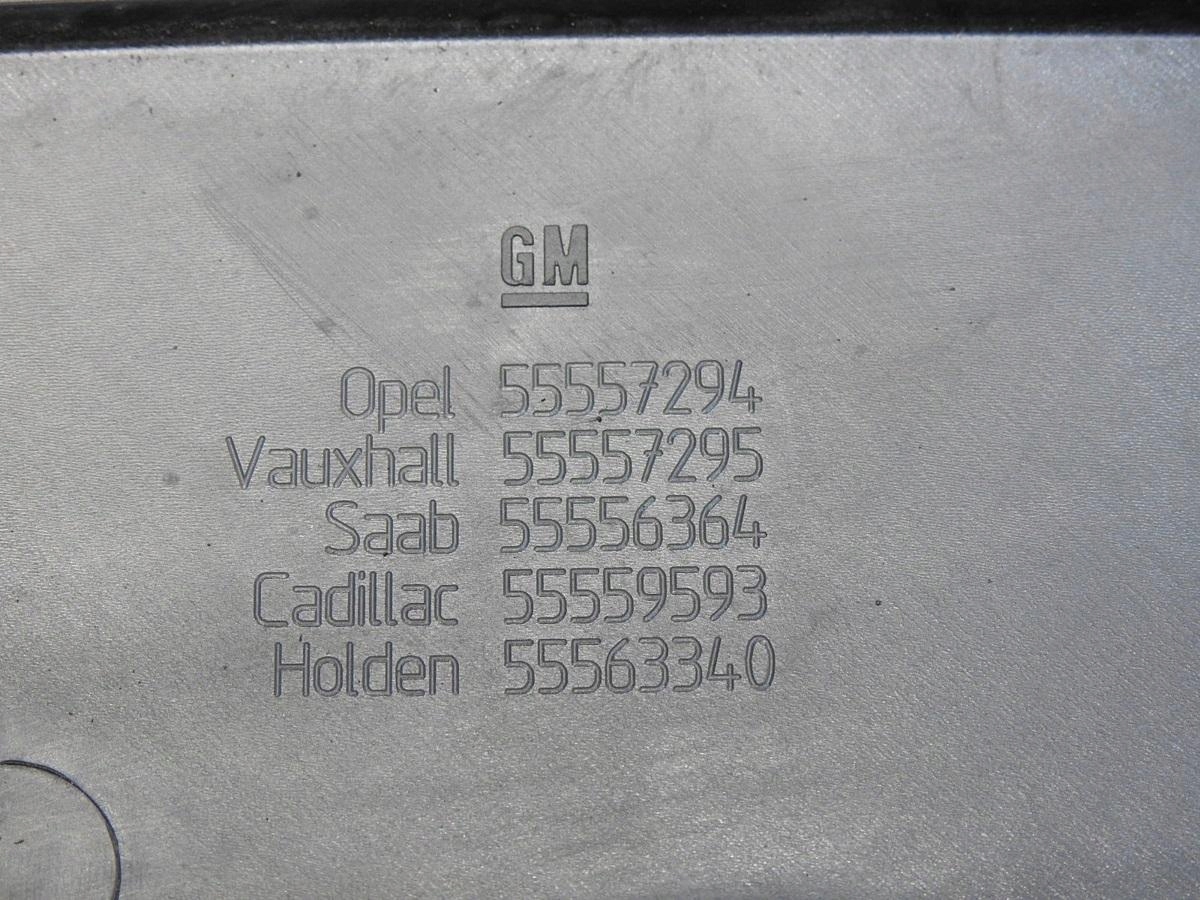 GM
Opel 55557294
Vauxhall 55557295
Saab 55556364
Cadillac 55559593
Holden 55563340